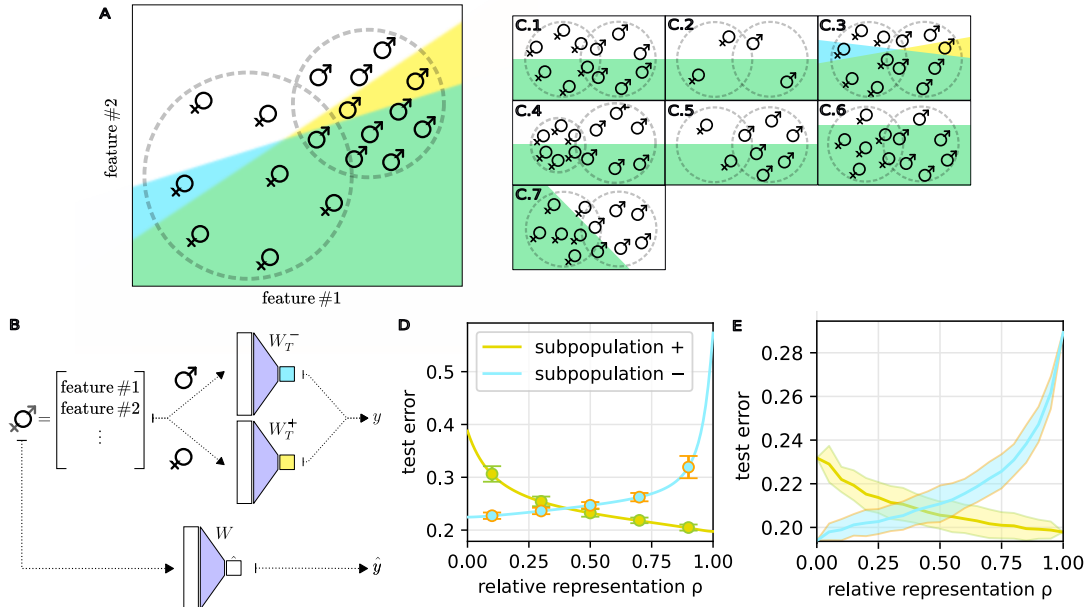 A
feature #2
feature #1
C.1
C.2
C.3
C.4
C.5
C.6
C.7
B
feature #1
feature #2
⋮
=
W_T^-
W_T^+
y
W
ŷ
D
subpopulation +
subpopulation −
test error
0.5
0.4
0.3
0.2
0.00 0.25 0.50 0.75 1.00
relative representation ρ
E
test error
0.28
0.26
0.24
0.22
0.20
0.00 0.25 0.50 0.75 1.00
relative representation ρ